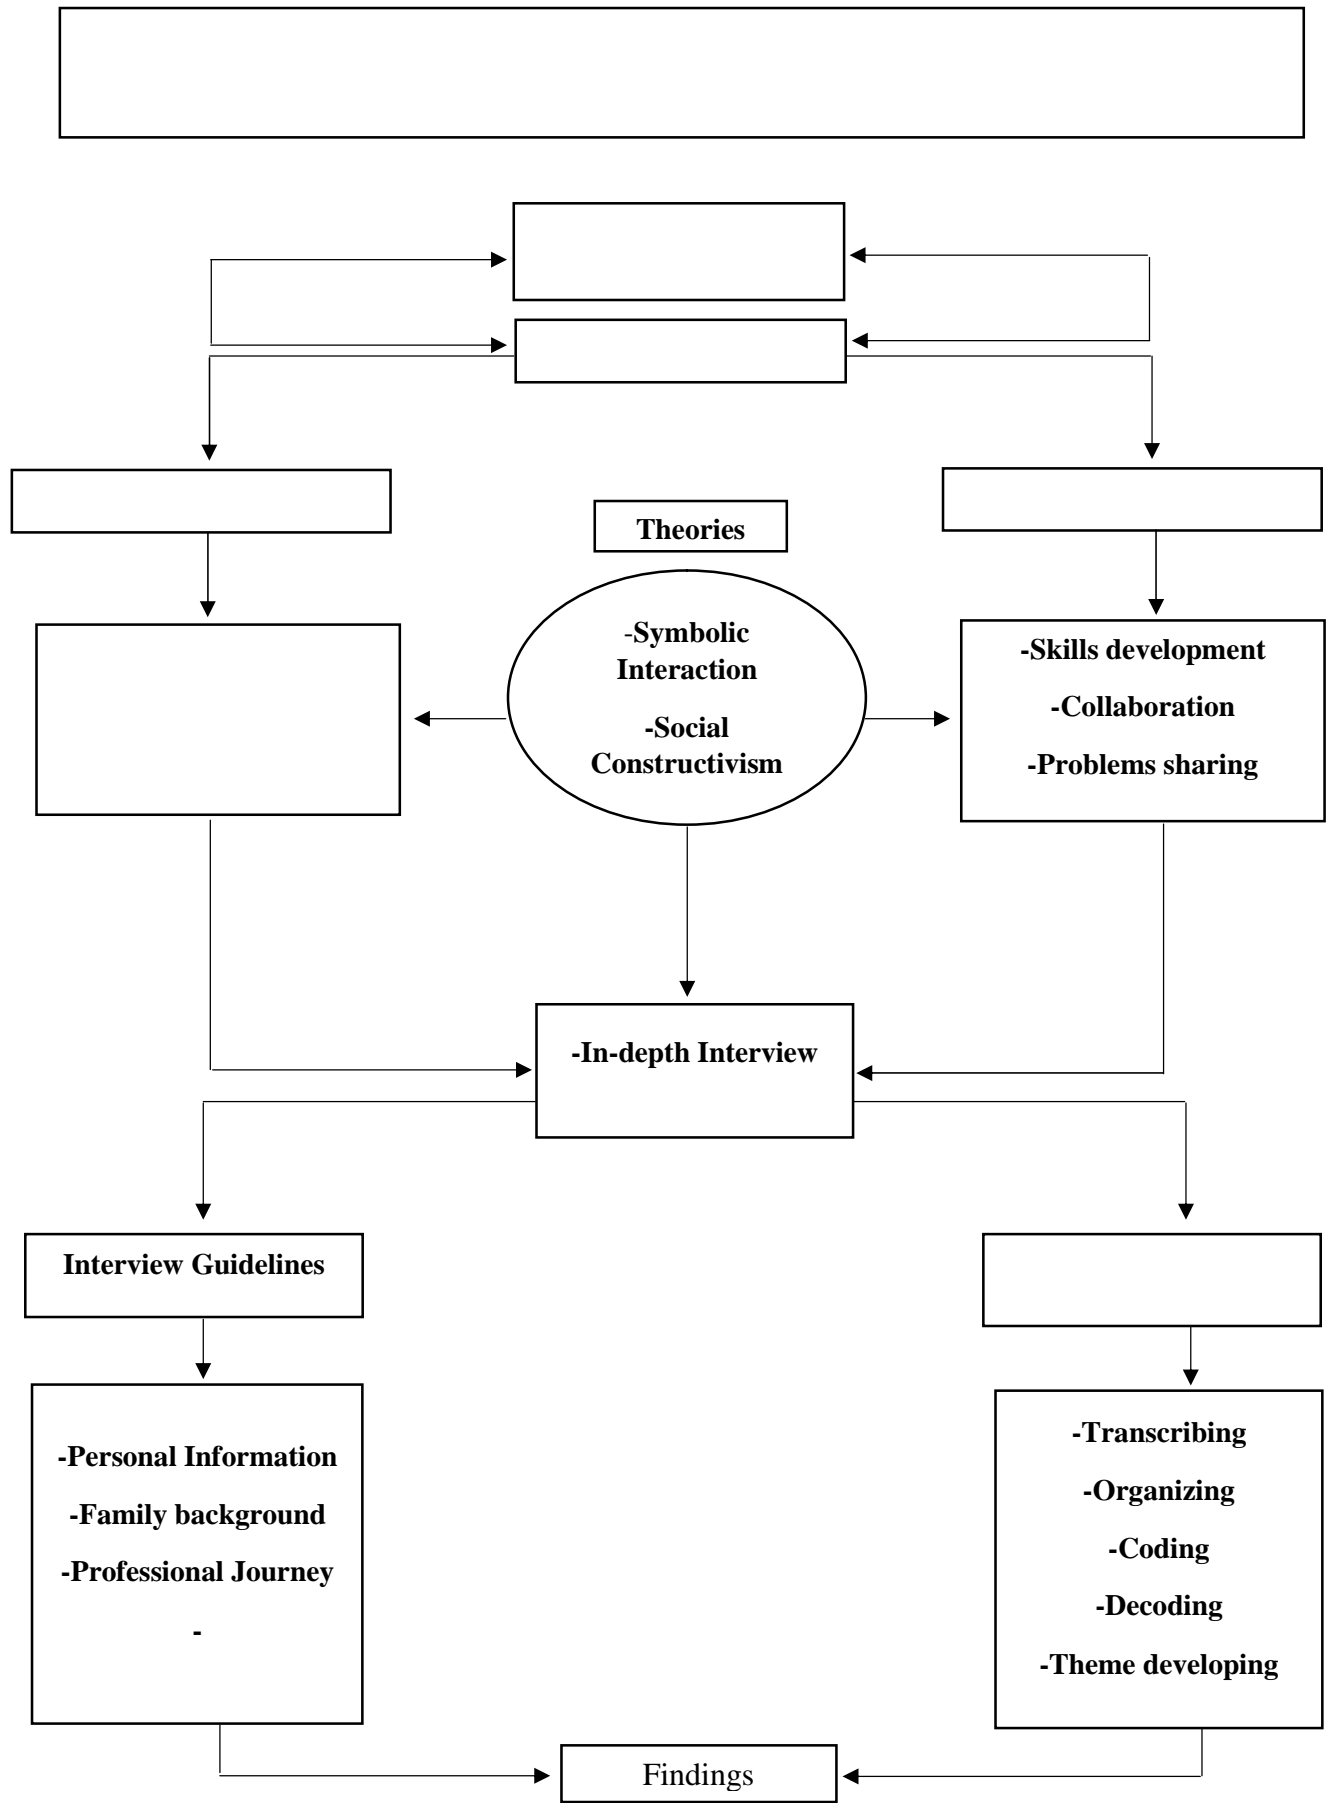 Theories
-Symbolic
Interaction
-Social
Constructivism
-Skills development
-Collaboration
-Problems sharing
-In-depth Interview
Interview Guidelines
-Personal Information
-Family background
-Professional Journey
-
-Transcribing
-Organizing
-Coding
-Decoding
-Theme developing
Findings